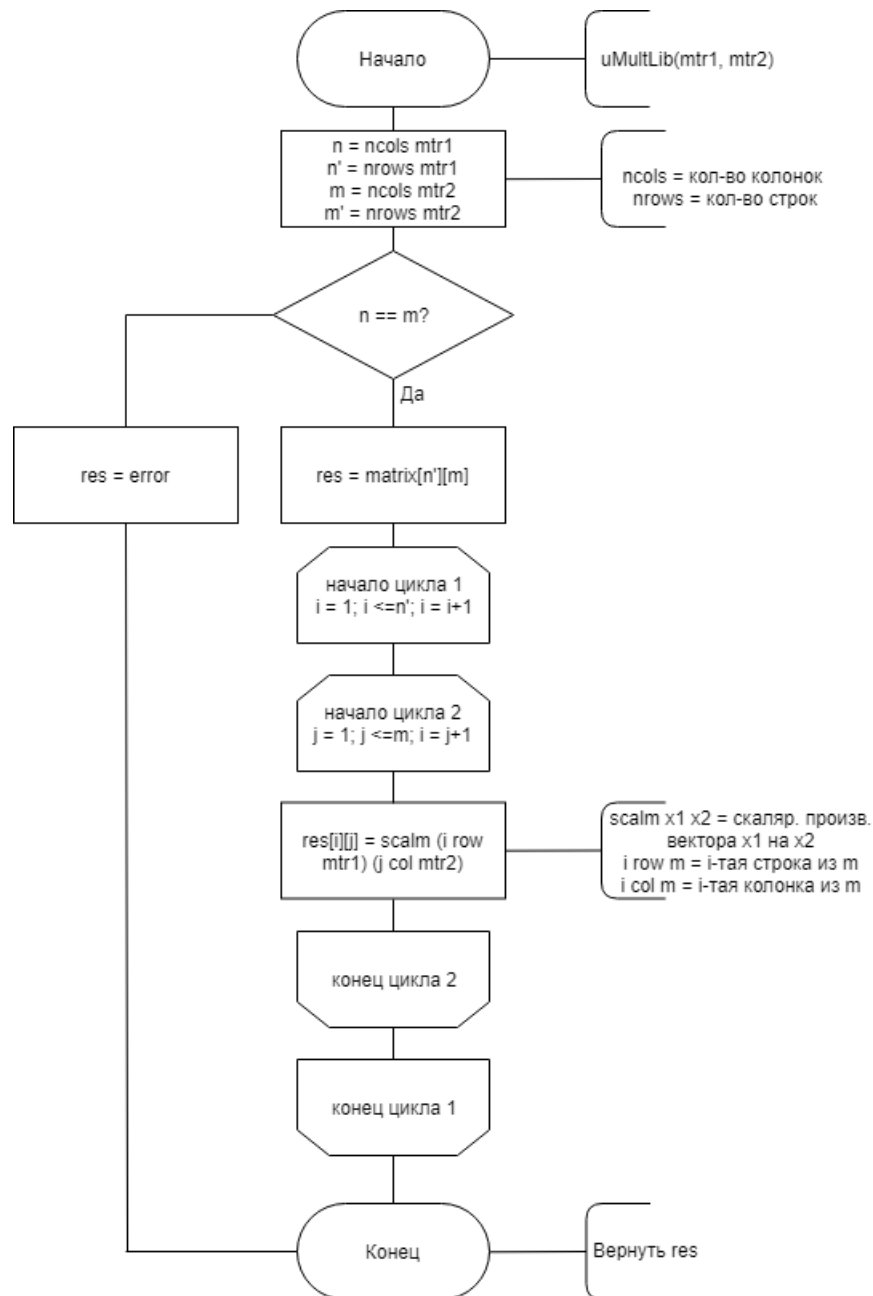 Начало
uMultLib(mtr1, mtr2)
n = ncols mtr1
n' = nrows mtr1
m = ncols mtr2
m' = nrows mtr2
ncols = кол-во колонок
nrows = кол-во строк
n == m?
Да
res = error
res = matrix[n'][m]
начало цикла 1
i = 1; i <=n'; i = i+1
начало цикла 2
j = 1; j <=m; i = j+1
res[i][j] = scalm (i row
mtr1) (j col mtr2)
scalm x1 x2 = скаляр. произв.
вектора x1 на x2
i row m = i-тая строка из m
i col m = i-тая колонка из m
конец цикла 2
конец цикла 1
Конец
Вернуть res